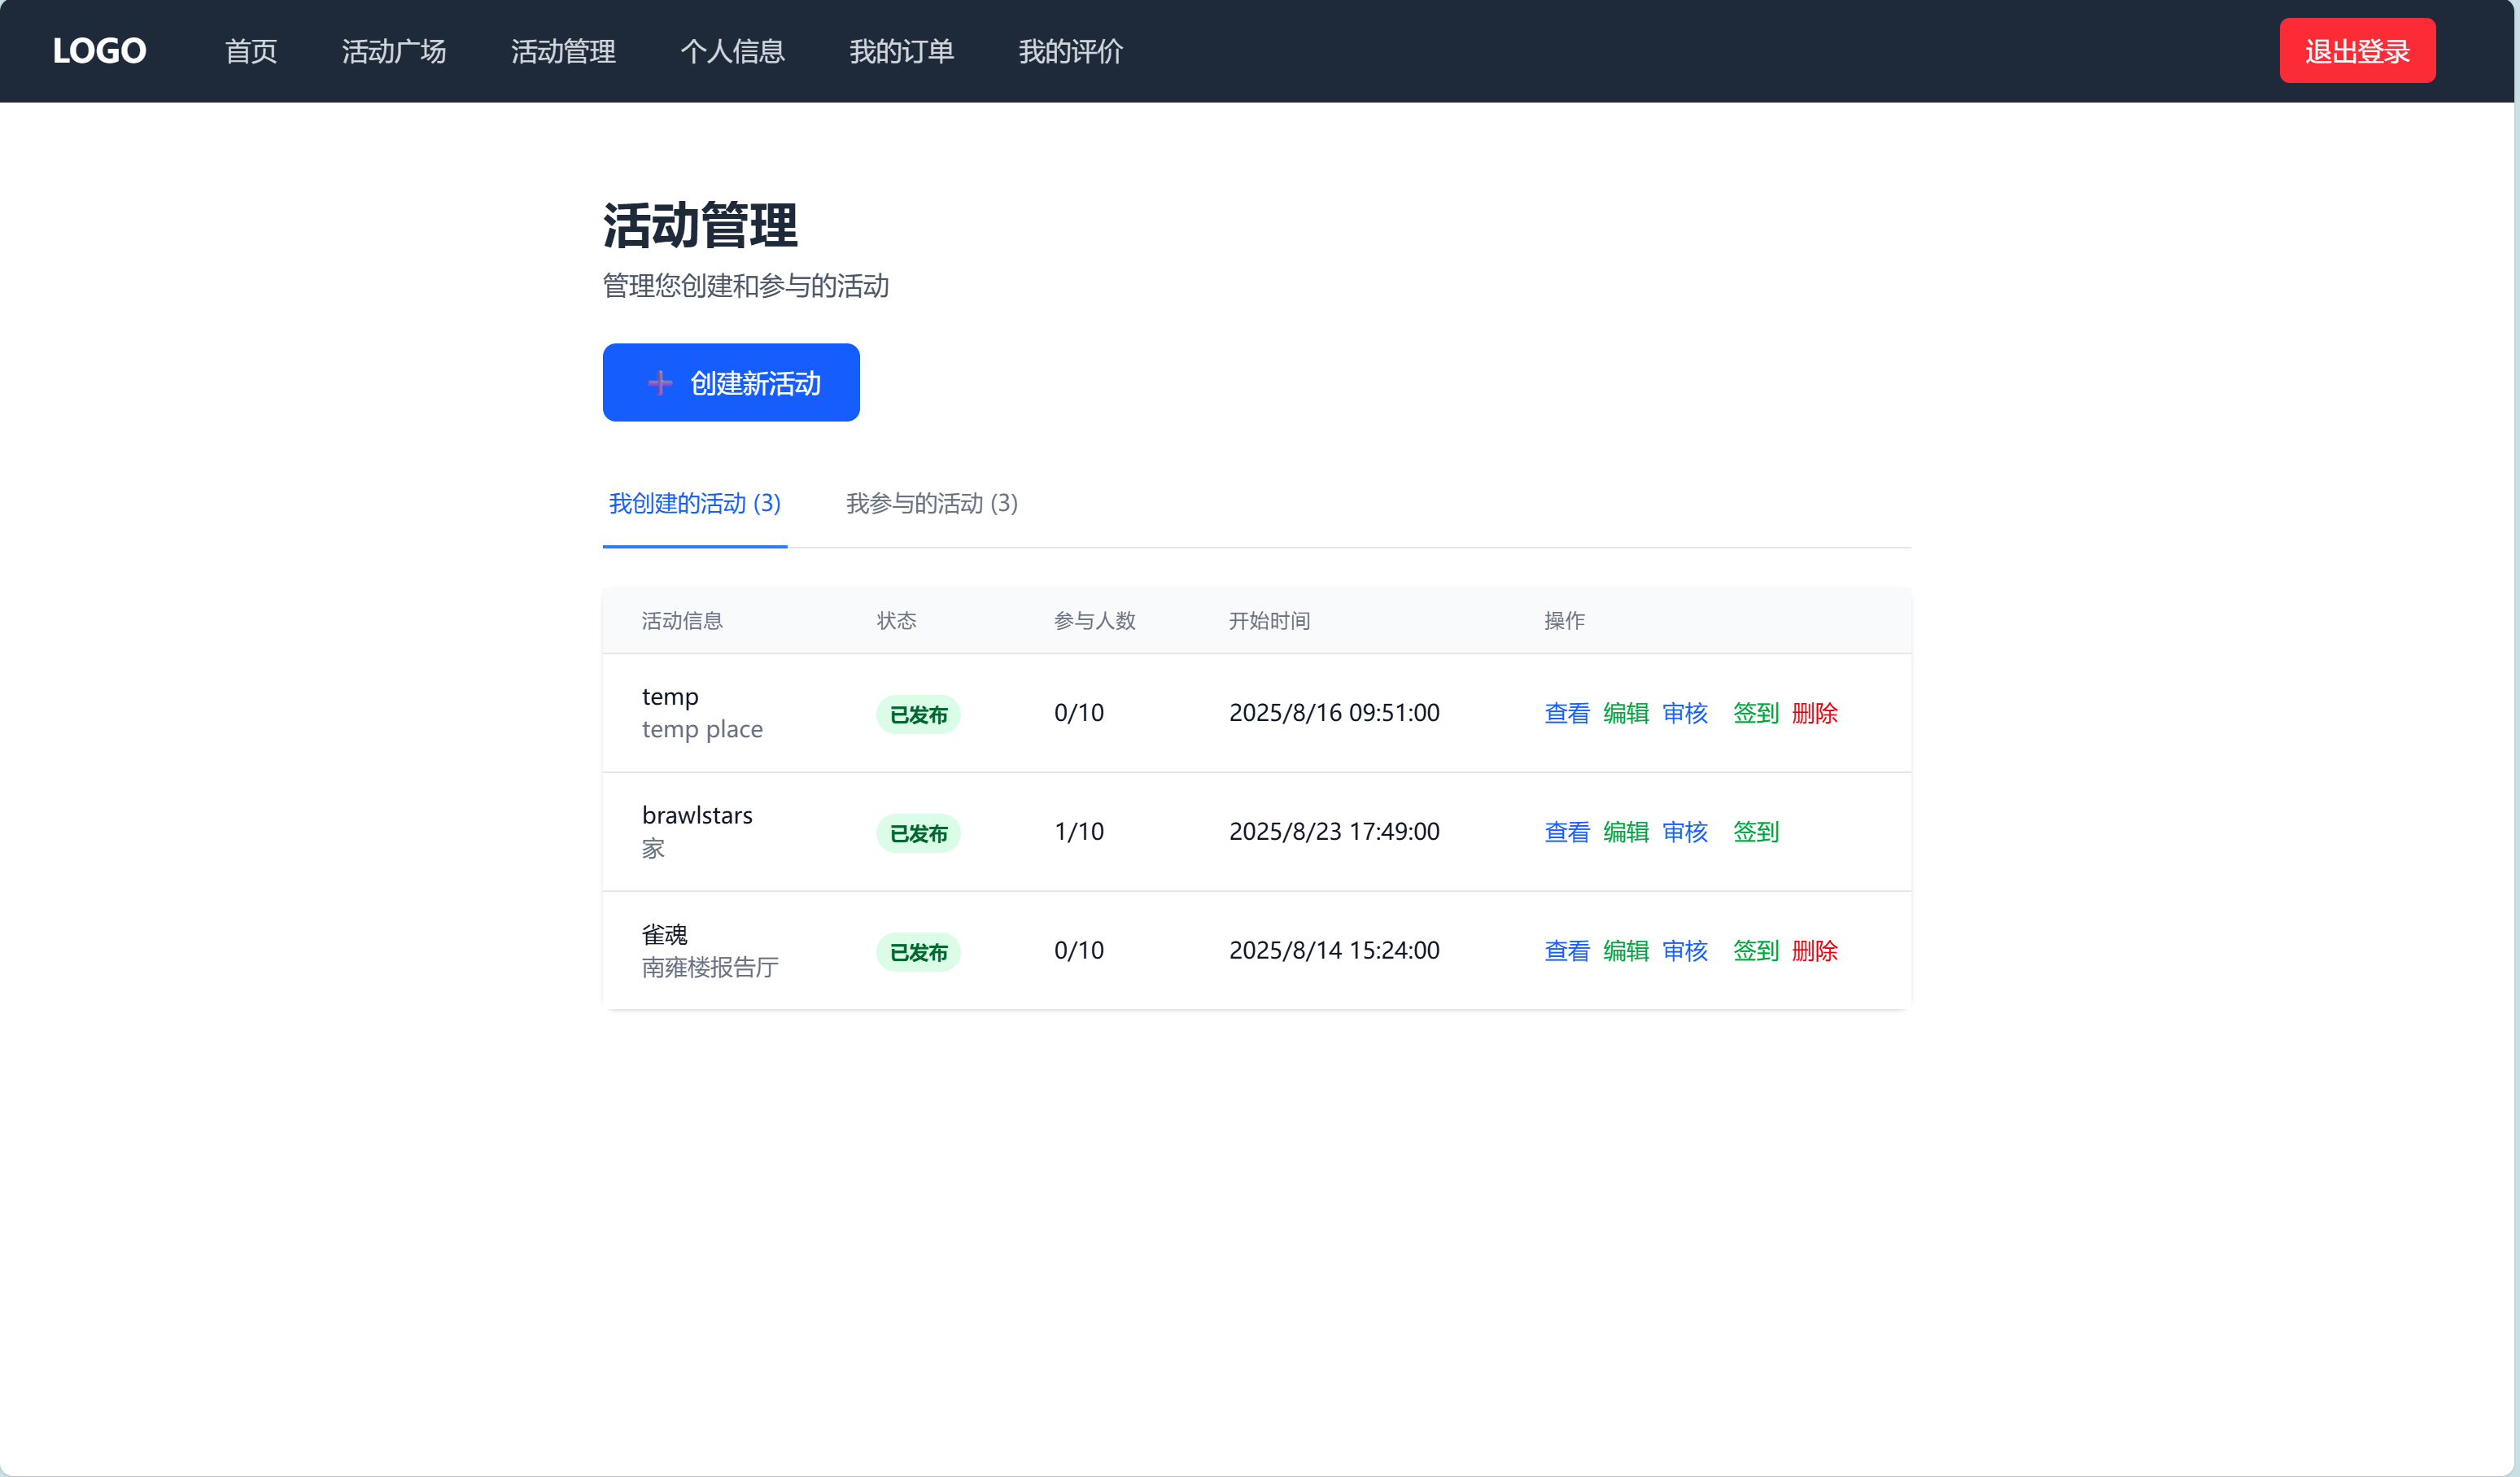 LOGO 首页 活动广场 活动管理 个人信息 我的订单 我的评价 退出登录
活动管理
管理您创建和参与的活动
创建新活动
我创建的活动 (3) 我参与的活动 (3)
活动信息 状态 参与人数 开始时间 操作
temp
temp place
已发布 0/10 2025/8/16 09:51:00 查看 编辑 审核 签到 删除
brawlstars
家
已发布 1/10 2025/8/23 17:49:00 查看 编辑 审核 签到
雀魂
南雍楼报告厅
已发布 0/10 2025/8/14 15:24:00 查看 编辑 审核 签到 删除